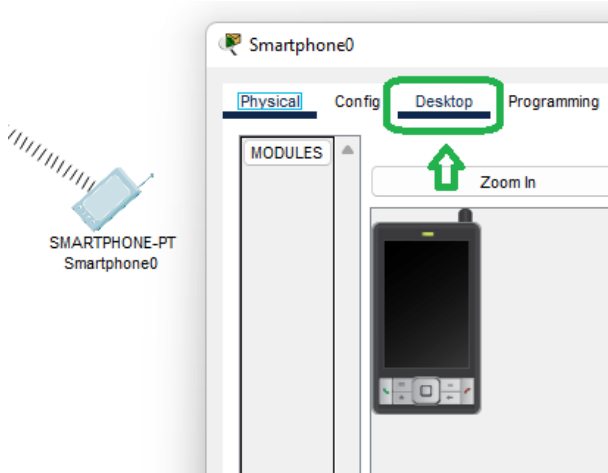 Smartphone0
Physical Config Desktop Programming
MODULES
Zoom In
SMARTPHONE-PT
Smartphone0